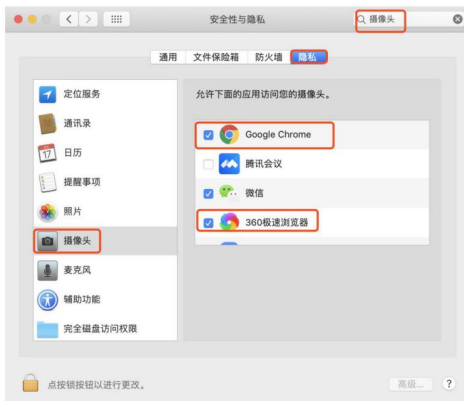 安全性与隐私
摄像头
通用
文件保险箱
防火墙
隐私
定位服务
通讯录
日历
提醒事项
照片
摄像头
麦克风
辅助功能
完全磁盘访问权限
允许下面的应用访问您的摄像头。
Google Chrome
腾讯会议
微信
360极速浏览器
点按锁按钮以进行更改。
高级...
?
17